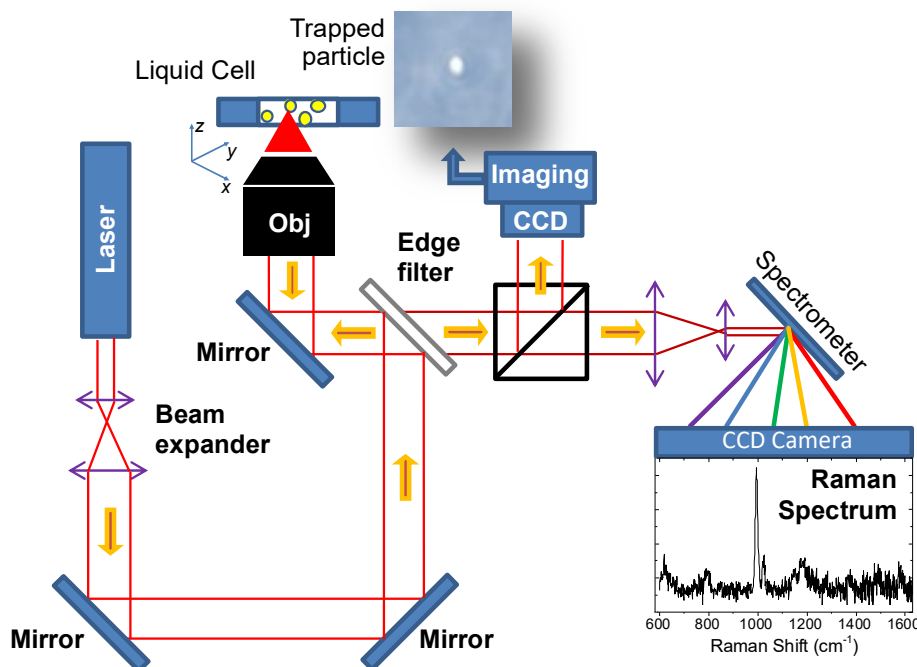 Trapped
particle
Liquid Cell
z
y
x
Laser
Obj
Imaging
CCD
Edge
filter
Spectrometer
Mirror
Beam
expander
CCD Camera
Raman
Spectrum
Mirror
Mirror
600
800
1000
1200
1400
1600
Raman Shift (cm⁻¹)